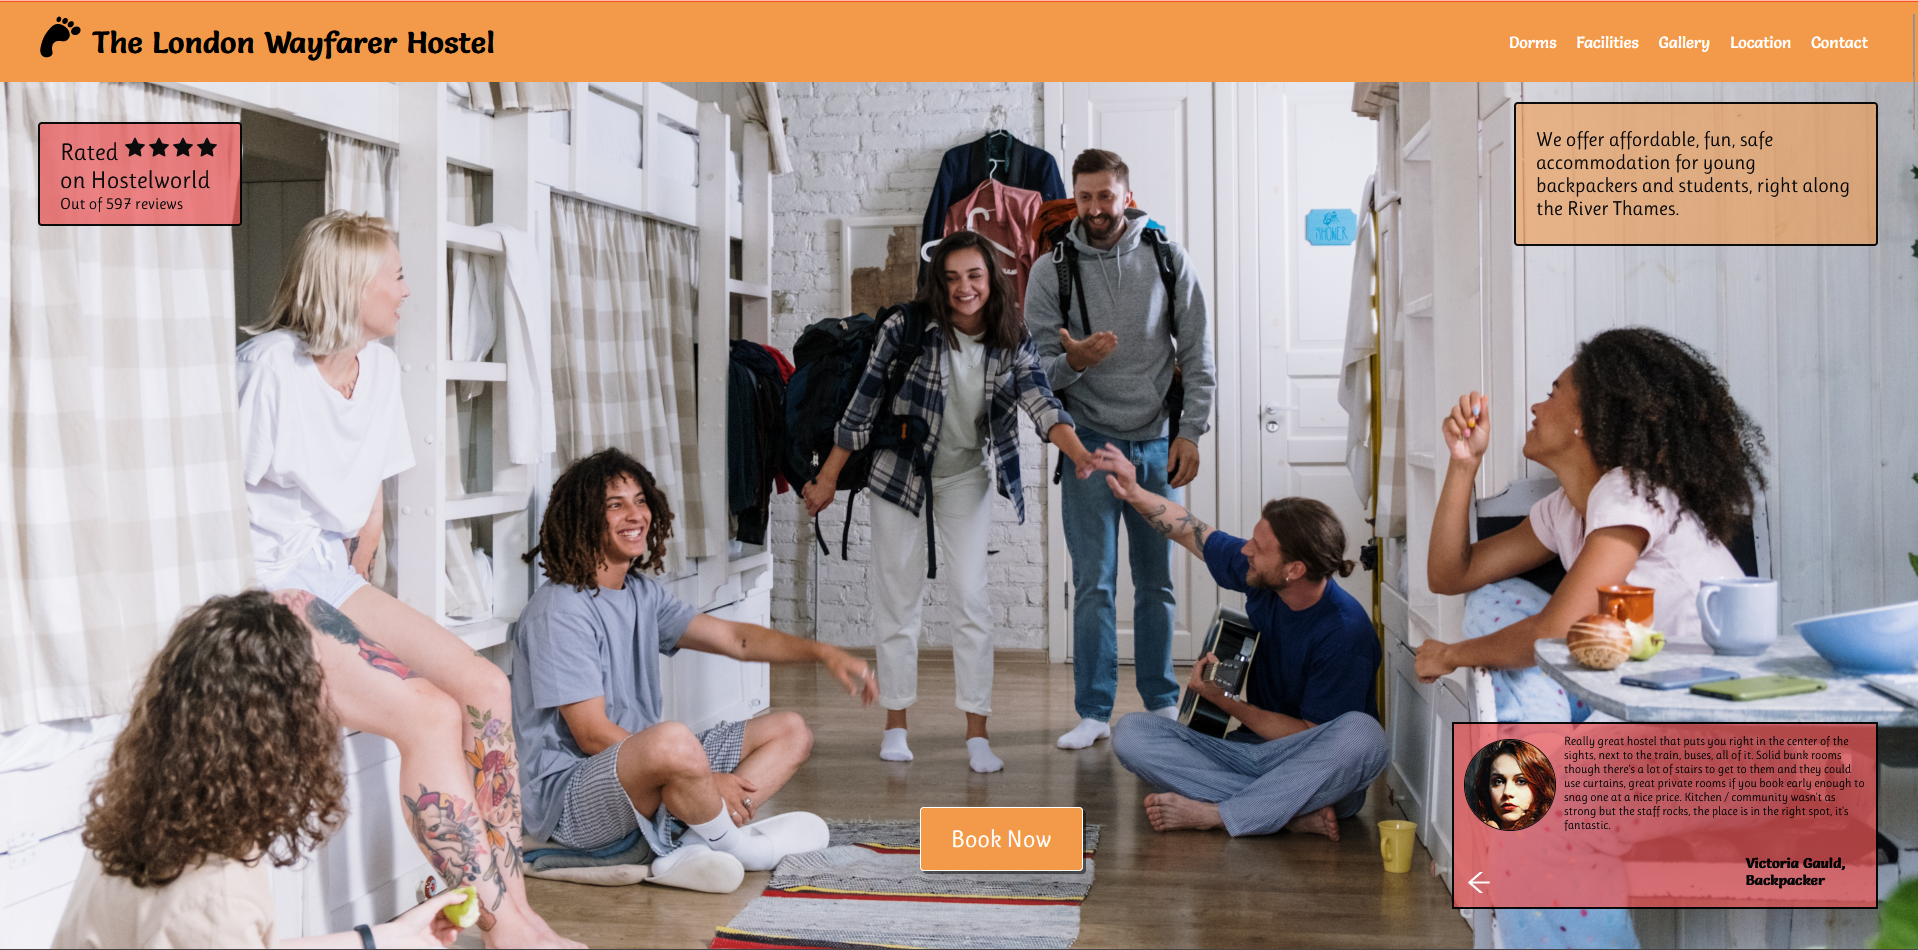 The London Wayfarer Hostel
Dorms Facilities Gallery Location Contact
Rated
on Hostelworld
Out of 597 reviews
We offer affordable, fun, safe
accommodation for young
backpackers and students, right along
the River Thames.
Book Now
Really great hostel that puts you right in the center of the
sights, next to the train, buses, all of it. Solid bunk rooms
though there's a lot of stairs to get to them and they could
use curtains, great private rooms if you book early enough to
snag one at a nice price. Kitchen / community wasn't as
strong but the staff rocks, the place is in the right spot, it's
fantastic.
Victoria Gauld,
Backpacker